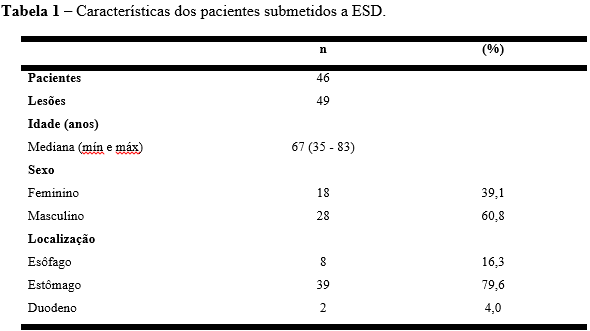 Tabela 1 – Características dos pacientes submetidos a ESD.
n (%)
Pacientes 46
Lesões 49
Idade (anos)
Mediana (mín e máx) 67 (35 - 83)
Sexo
Feminino 18 39,1
Masculino 28 60,8
Localização
Esôfago 8 16,3
Estômago 39 79,6
Duodeno 2 4,0